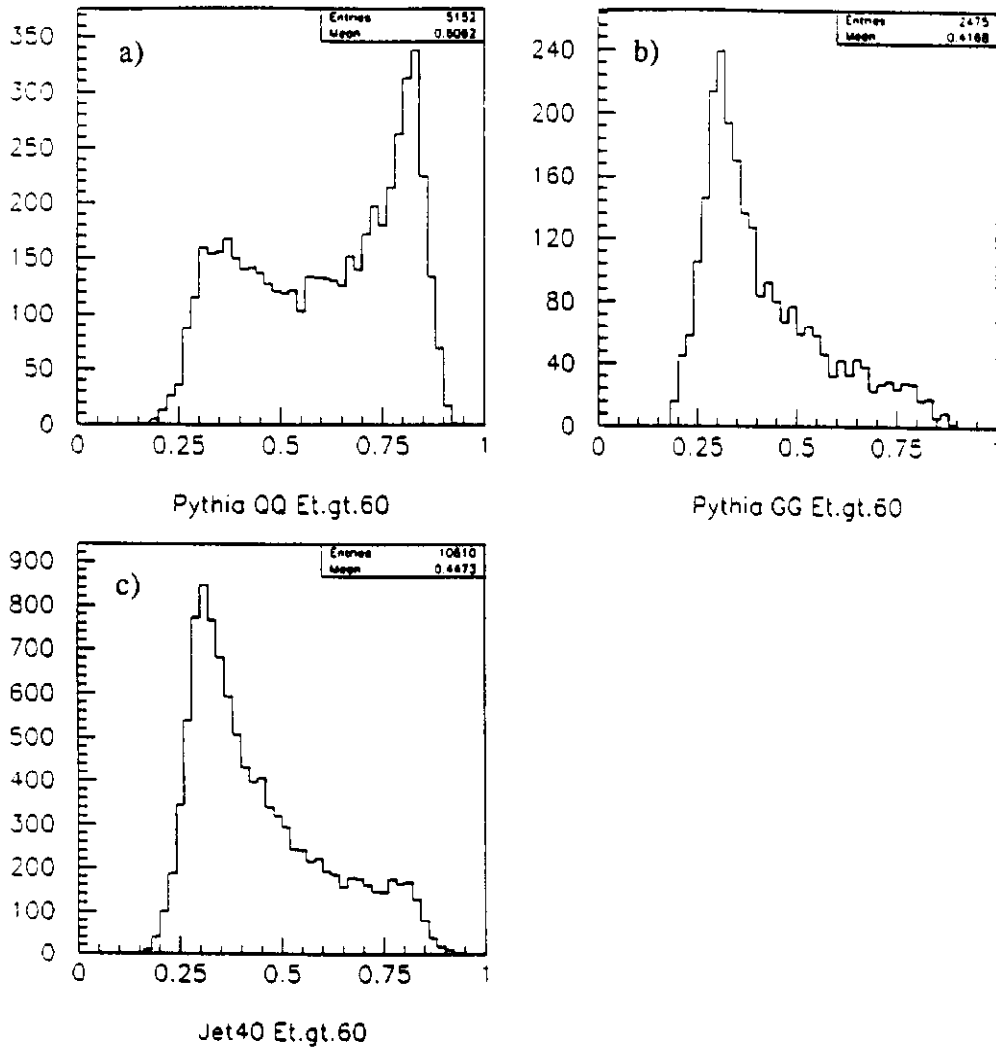 a)
Entries 5152
Mean 0.6062
350
300
250
200
150
100
50
0
0 0.25 0.5 0.75 1
Pythia QQ Et.gt.60
b)
Entries 2475
Mean 0.4168
240
200
160
120
80
40
0
0 0.25 0.5 0.75 1
Pythia GG Et.gt.60
c)
Entries 10610
Mean 0.4473
900
800
700
600
500
400
300
200
100
0
0 0.25 0.5 0.75 1
Jet40 Et.gt.60